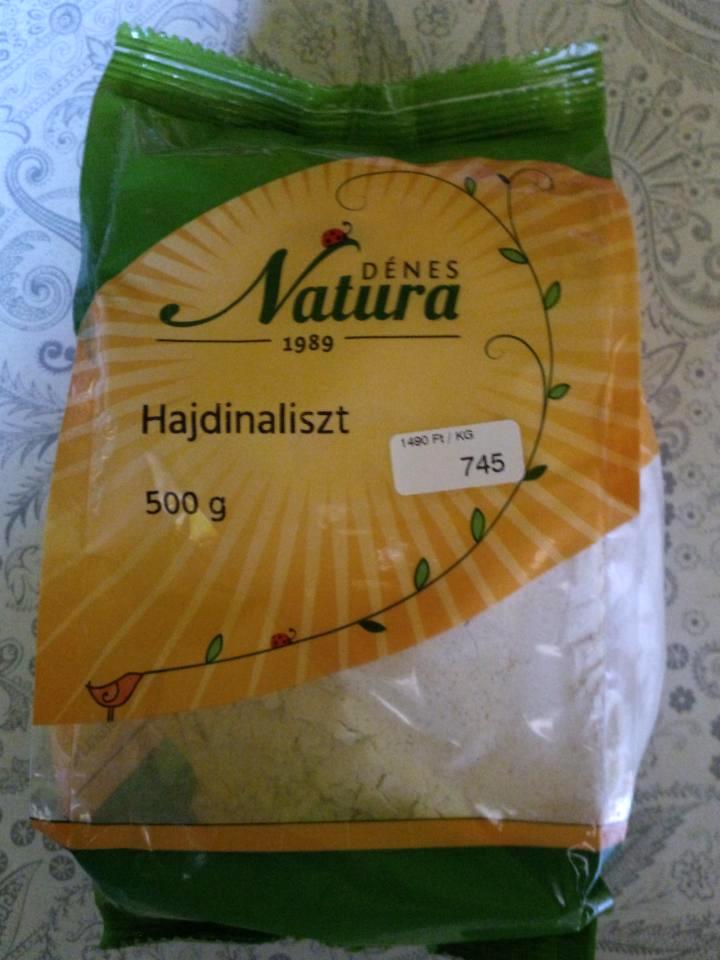 DÉNES
Natura
1989
Hajdinaliszt
1490 Ft / KG
745
500 g